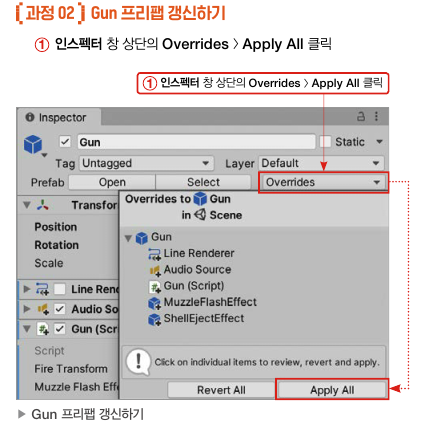 [과정 02] Gun 프리팹 갱신하기
① 인스펙터 창 상단의 Overrides > Apply All 클릭
① 인스펙터 창 상단의 Overrides > Apply All 클릭
Inspector
Gun Static
Tag Untagged Layer Default
Prefab Open Select Overrides
Transfor
Overrides to Gun
in Scene
Position
Rotation
Scale
Gun
Line Renderer
Audio Source
Gun (Script)
MuzzleFlashEffect
ShellEjectEffect
Line Ren
Audio So
Gun (Scr
Script
Fire Transform
Muzzle Flash Eff
Click on individual items to review, revert and apply.
Revert All Apply All
▶ Gun 프리팹 갱신하기